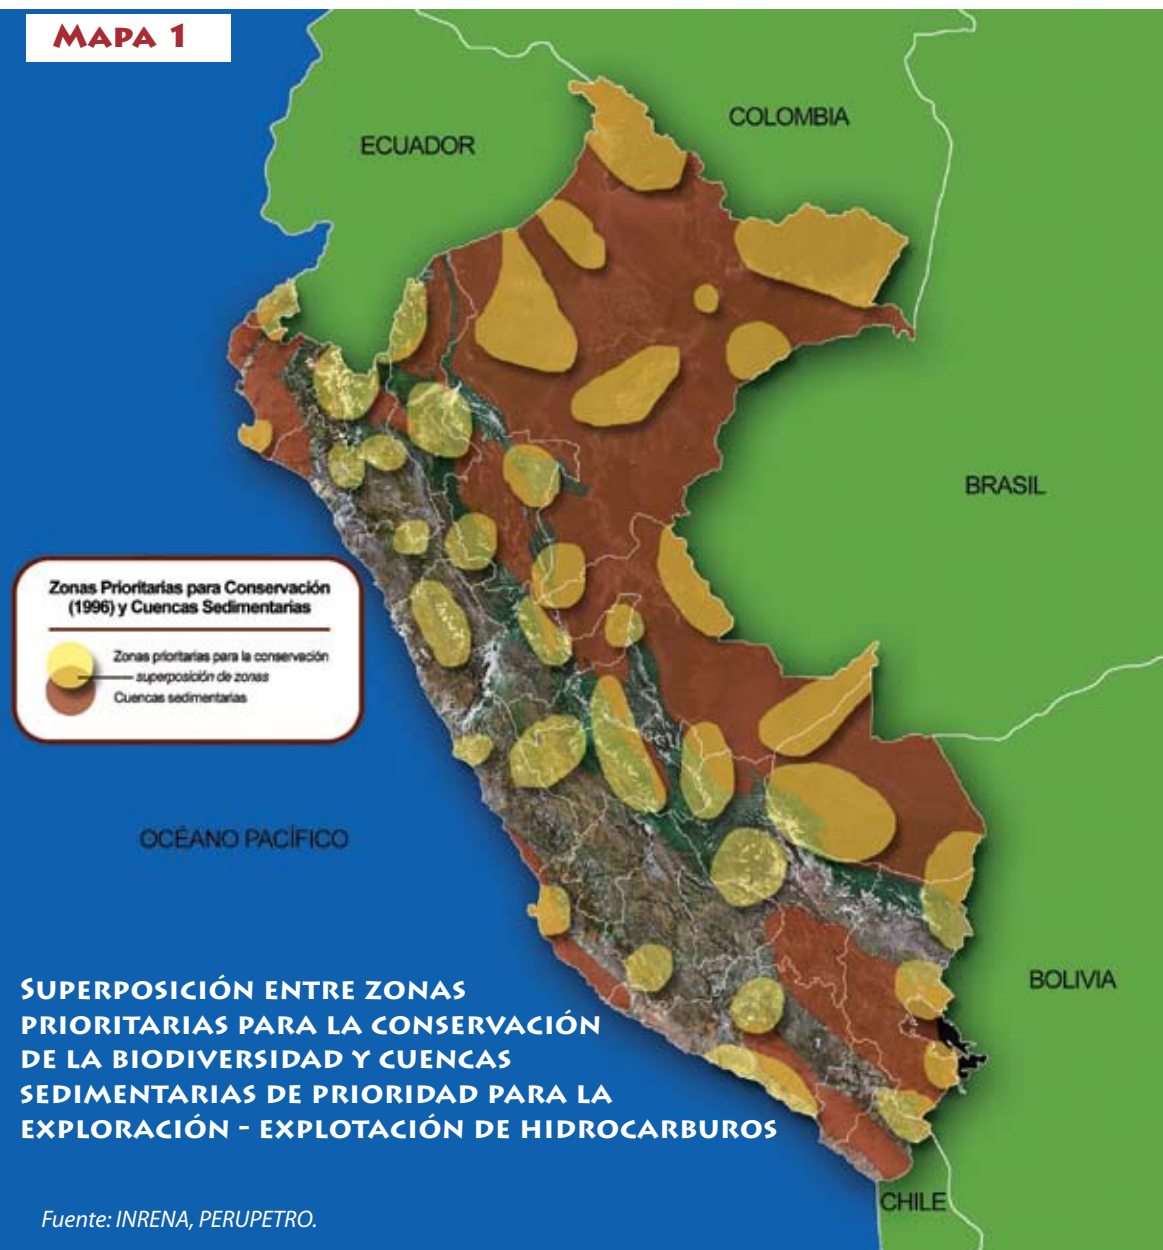 MAPA 1
COLOMBIA
ECUADOR
BRASIL
Zonas Prioritarias para Conservación
(1996) y Cuencas Sedimentarias
Zonas prioritarias para la conservación
superposición de zonas
Cuencas sedimentarias
OCÉANO PACÍFICO
BOLIVIA
SUPERPOSICIÓN ENTRE ZONAS
PRIORITARIAS PARA LA CONSERVACIÓN
DE LA BIODIVERSIDAD Y CUENCAS
SEDIMENTARIAS DE PRIORIDAD PARA LA
EXPLORACIÓN - EXPLOTACIÓN DE HIDROCARBUROS
CHILE
Fuente: INRENA, PERUPETRO.